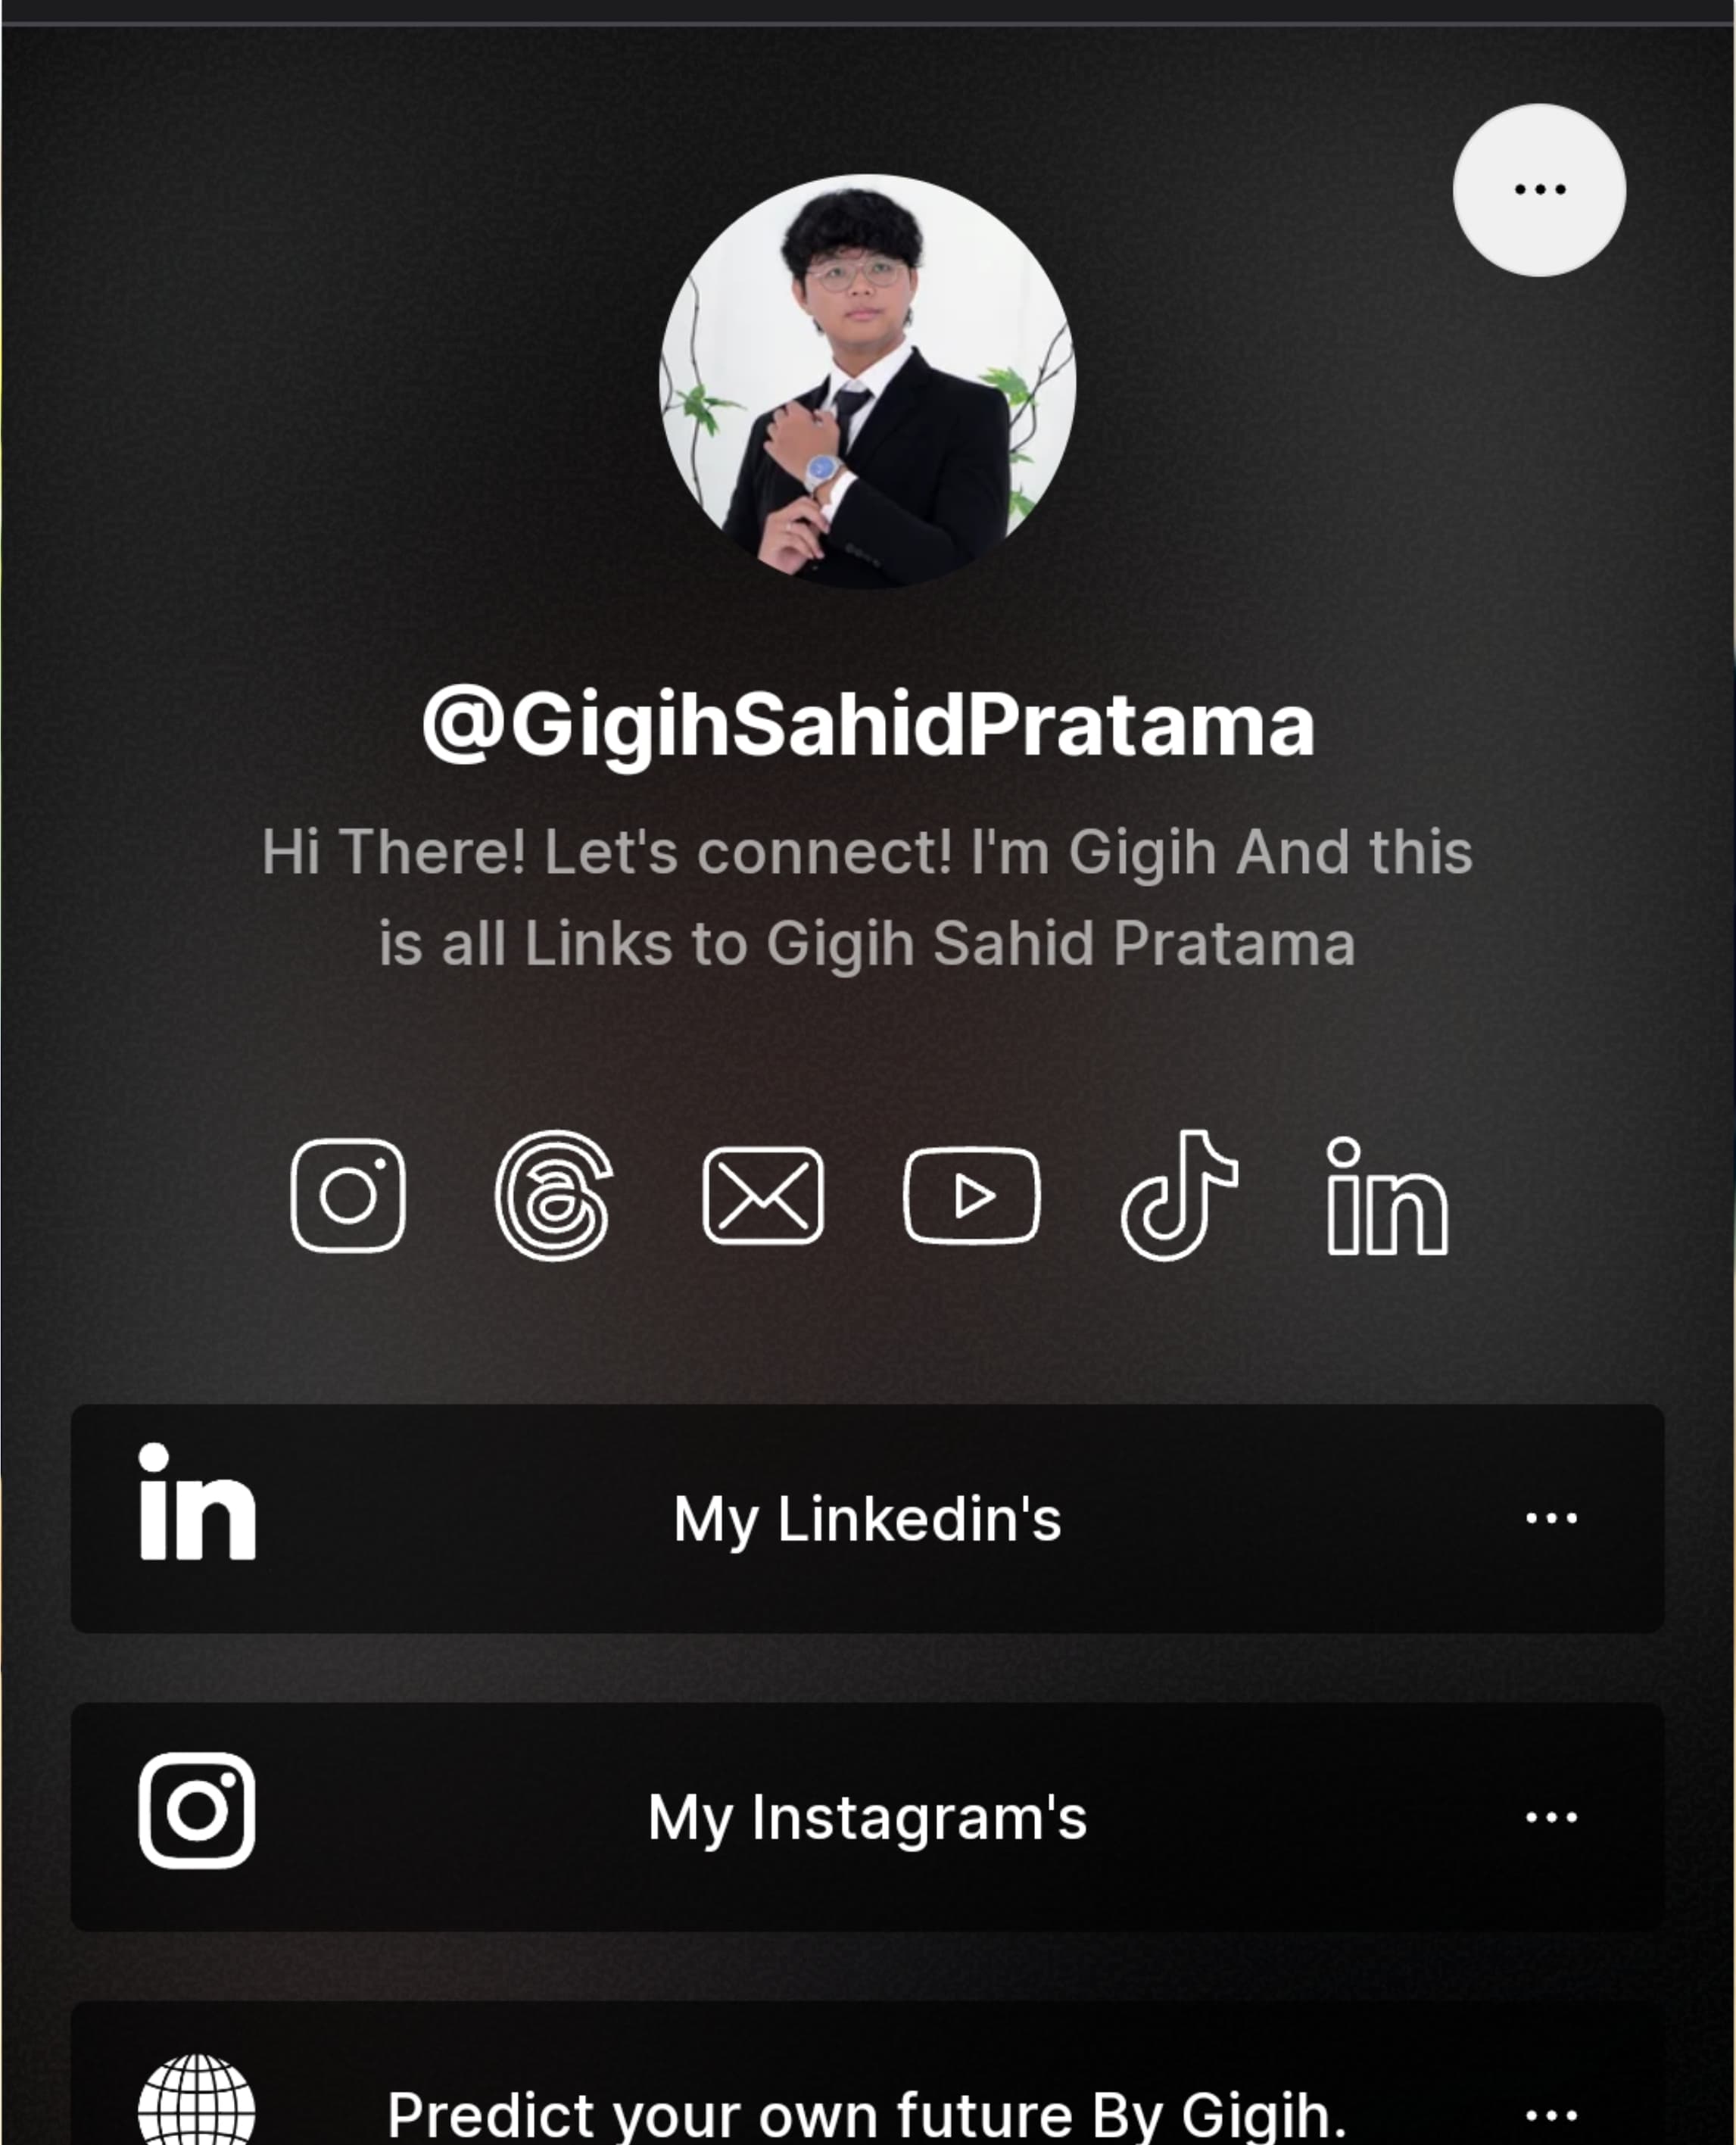 @GigihSahidPratama
Hi There! Let's connect! I'm Gigih And this
is all Links to Gigih Sahid Pratama
My Linkedin's
My Instagram's
Predict your own future By Gigih.